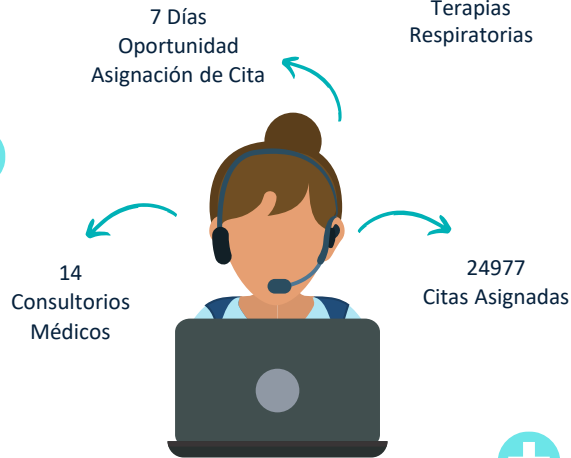 7 Días
Oportunidad
Asignación de Cita
Terapias
Respiratorias
14
Consultorios
Médicos
24977
Citas Asignadas